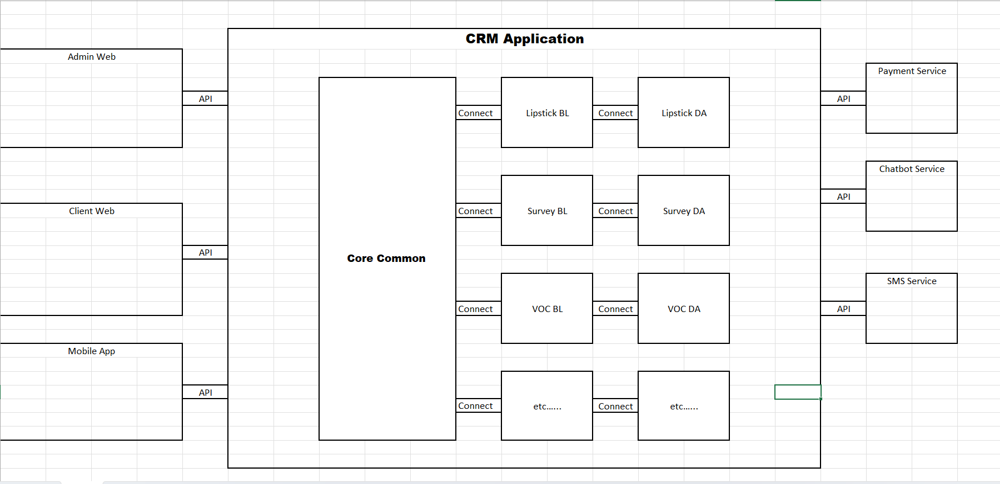 CRM Application
Admin Web
API
Client Web
API
Mobile App
API
Core Common
Connect
Lipstick BL
Connect
Lipstick DA
Connect
Survey BL
Connect
Survey DA
Connect
VOC BL
Connect
VOC DA
Connect
etc......
Connect
etc......
API
Payment Service
API
Chatbot Service
API
SMS Service